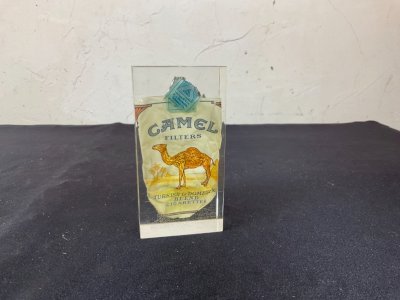 CAMEL
FILTERS
TURKISH & DOMESTIC
BLEND
CIGARETTES